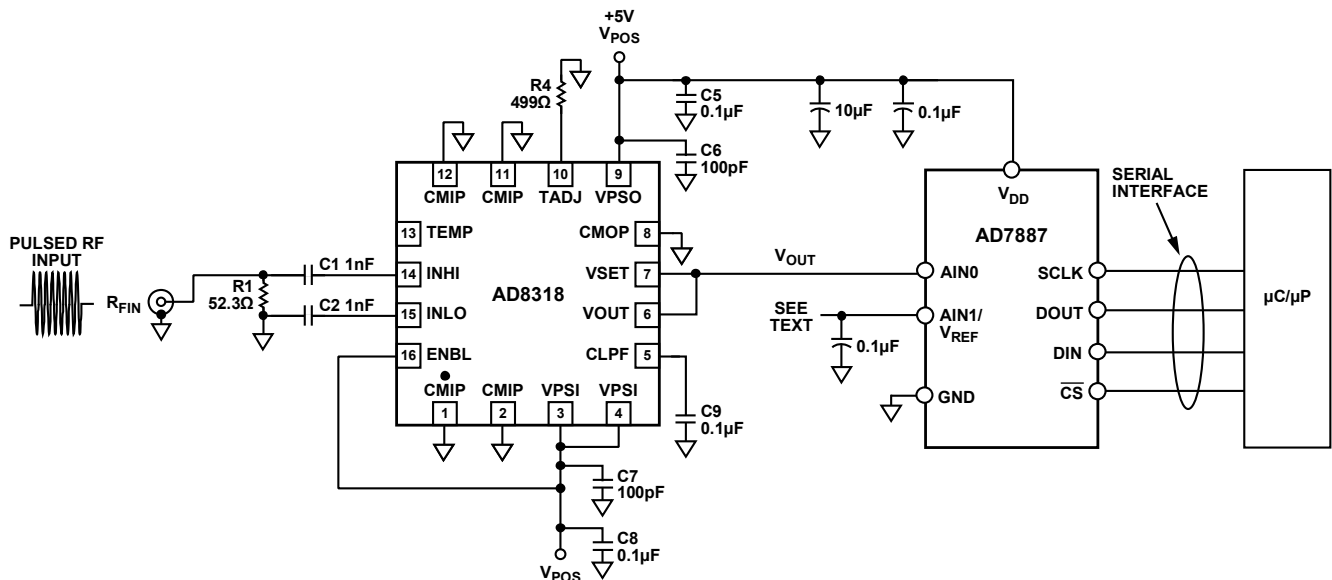 +5V
VPOS
R4
499Ω
C5
0.1µF
10µF
0.1µF
C6
100pF
12
11
10
9
CMIP
CMIP
TADJ
VPSO
VDD
SERIAL
INTERFACE
AD7887
13 TEMP
CMOP 8
PULSED RF
INPUT
RFIN
R1
52.3Ω
C1 1nF
14 INHI
VSET 7
VOUT
AIN0
SCLK
µC/µP
AD8318
C2 1nF
15 INLO
VOUT 6
SEE
TEXT
AIN1/
VREF
DOUT
0.1µF
16 ENBL
CLPF 5
DIN
CMIP
CMIP
VPSI
VPSI
1
2
3
4
C9
0.1µF
GND
CS
C7
100pF
C8
0.1µF
VPOS